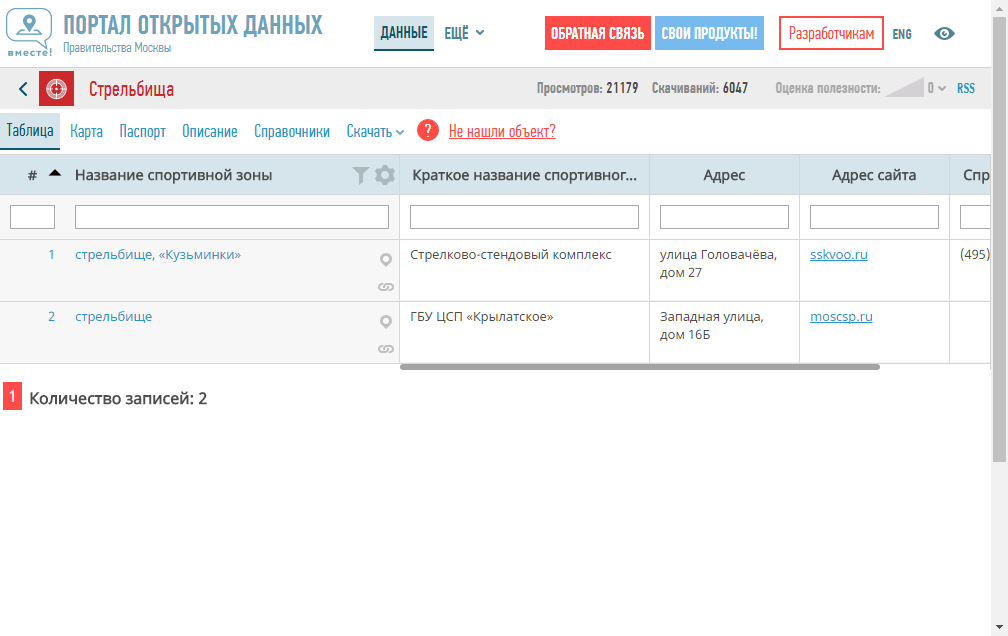 ПОРТАЛ ОТКРЫТЫХ ДАННЫХ
Правительства Москвы
вместе!
ДАННЫЕ
ЕЩЁ
ОБРАТНАЯ СВЯЗЬ
СВОИ ПРОДУКТЫ!
Разработчикам
ENG
Стрельбища
Просмотров: 21179
Скачиваний: 6047
Оценка полезности:
0
RSS
Таблица
Карта
Паспорт
Описание
Справочники
Скачать
?
Не нашли объект?
#
Название спортивной зоны
Краткое название спортивног...
Адрес
Адрес сайта
Спр
1
стрельбище, «Кузьминки»
Стрелково-стендовый комплекс
улица Головачёва,
дом 27
sskvoo.ru
(495)
2
стрельбище
ГБУ ЦСП «Крылатское»
Западная улица,
дом 16Б
moscsp.ru
1
Количество записей: 2